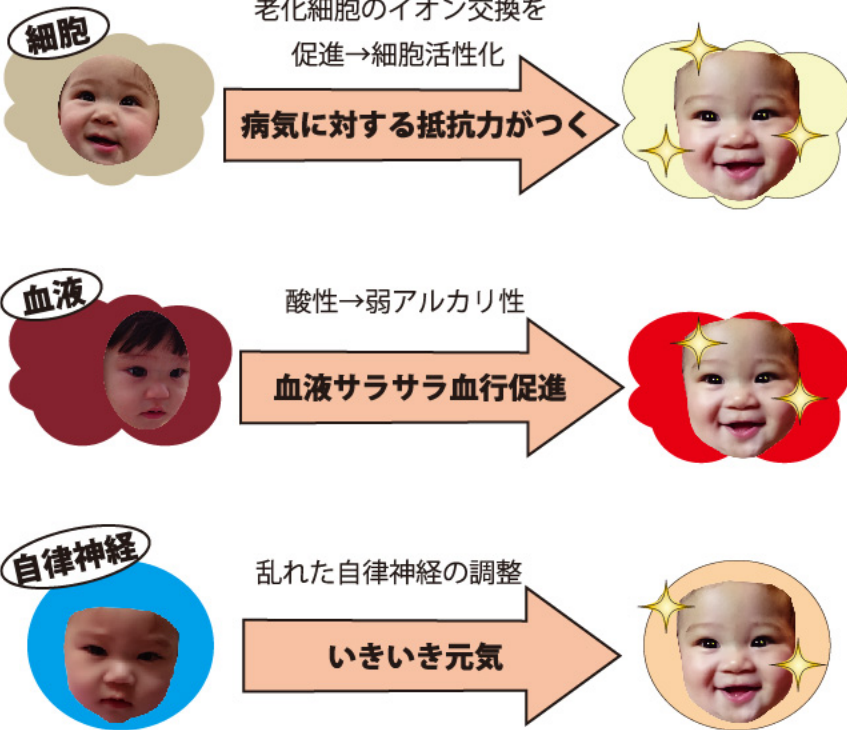 細胞
老化細胞のイオン交換を
促進→細胞活性化
病気に対する抵抗力がつく
血液
酸性→弱アルカリ性
血液サラサラ血行促進
自律神経
乱れた自律神経の調整
いきいき元気